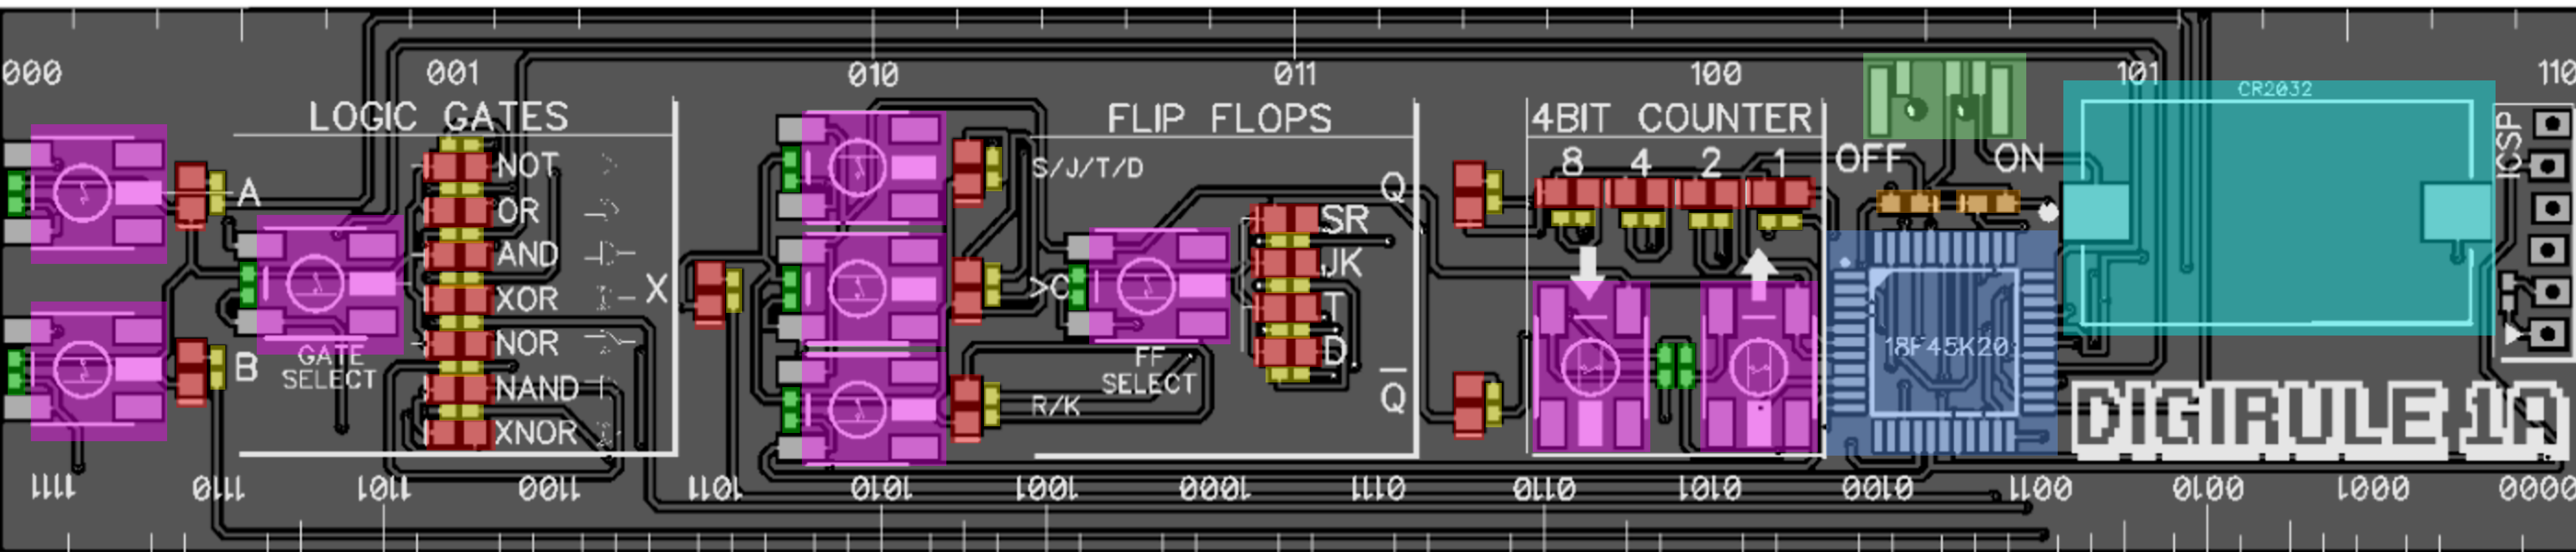 000 001 010 011 100 101 110
LOGIC GATES
FLIP FLOPS
4BIT COUNTER
CR2032
ICSP
8 4 2 1
OFF ON
A
B
GATE
SELECT
NOT
OR
AND
XOR
NOR
NAND
XNOR
X
S/J/T/D
>C
R/K
FF
SELECT
SR
JK
T
D
Q
Q̅
18F45K20
DIGIRULE 1A
1111 1110 1101 1100 1011 1010 1001 1000 0111 0110 0101 0100 0011 0010 0001 0000